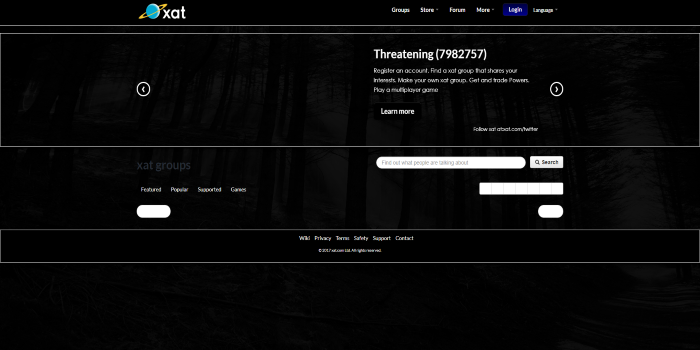 xat
Groups Store Forum More Login Language
Threatening (7982757)
Register an account. Find a xat group that shares your
interests. Make your own xat group. Get and trade Powers.
Play a multiplayer game
Learn more
Follow xat at xat.com/twitter
xat groups
Find out what people are talking about
Search
Featured Popular Supported Games
Wiki Privacy Terms Safety Support Contact
© 2017 xat.com Ltd. All rights reserved.